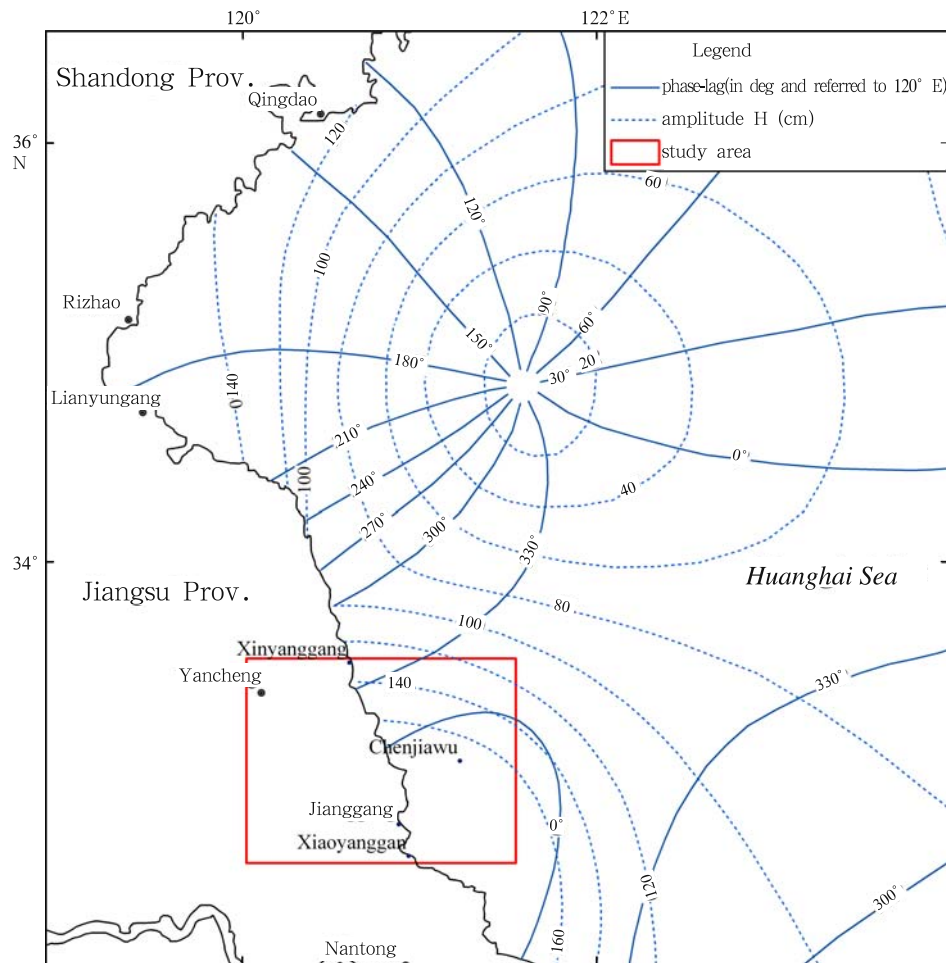 120°
122°E
Legend
phase-lag(in deg and referred to 120° E)
amplitude H (cm)
study area
Shandong Prov.
Qingdao
120
36°
N
60
120°
100
Rizhao
90°
60°
150°
180°
30°
20
140
0
Lianyungang
210°
0°
100
240°
40
270°
300°
330°
34°
Huanghai Sea
Jiangsu Prov.
80
100
Xinyanggang
Yancheng
140
330°
Chenjiawu
Jianggang
0°
Xiaoyanggan
120
300°
160
Nantong